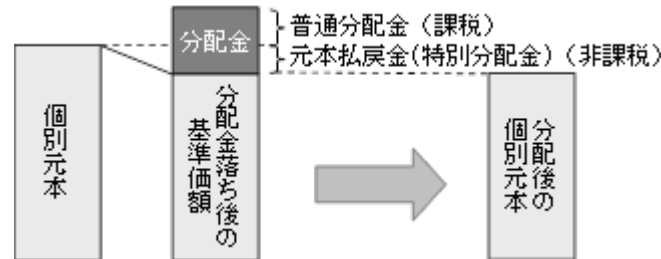 分配金
普通分配金（課税）
元本払戻金(特別分配金)（非課税）
個別元本
分配金落ち後の
基準価額
分配後の
個別元本